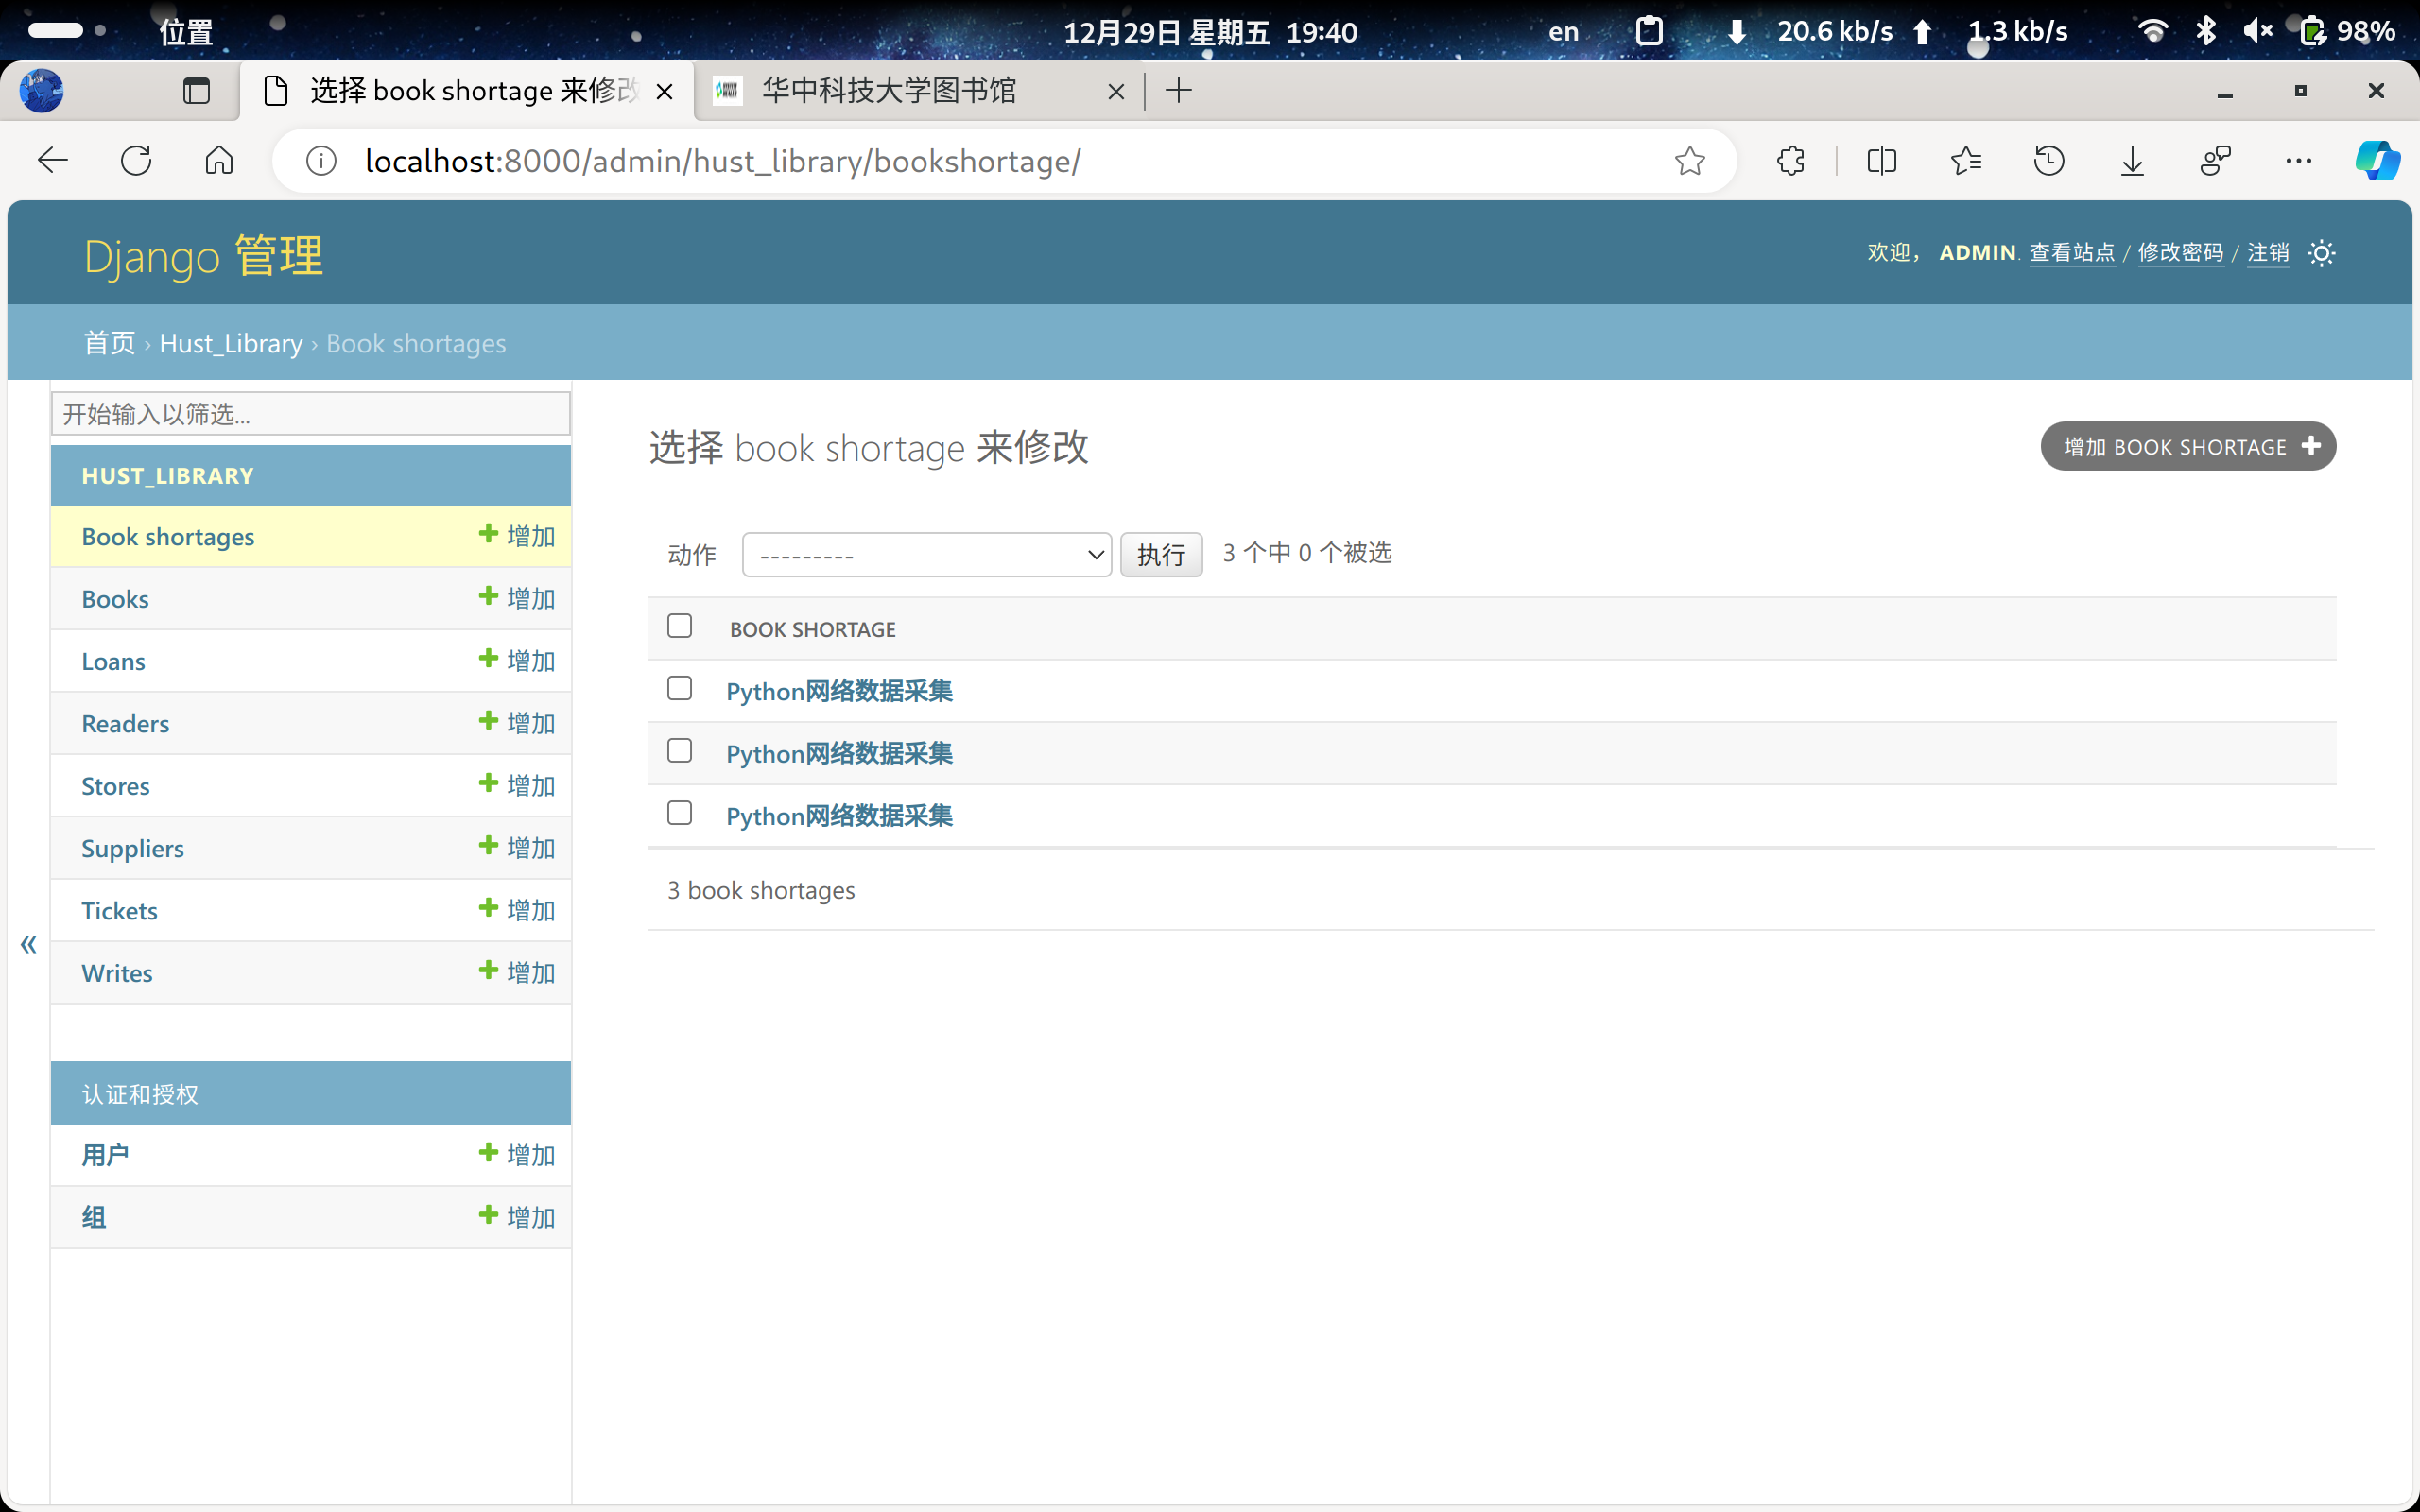 位置 12月29日 星期五 19:40 en 20.6 kb/s 1.3 kb/s 98%
选择 book shortage 来修改 华中科技大学图书馆
localhost:8000/admin/hust_library/bookshortage/
Django 管理
欢迎， ADMIN. 查看站点 / 修改密码 / 注销
首页 › Hust_Library › Book shortages
开始输入以筛选...
HUST_LIBRARY
Book shortages 增加
Books 增加
Loans 增加
Readers 增加
Stores 增加
Suppliers 增加
Tickets 增加
Writes 增加
«
认证和授权
用户 增加
组 增加
选择 book shortage 来修改
增加 BOOK SHORTAGE
动作 --------- 执行 3 个中 0 个被选
BOOK SHORTAGE
Python网络数据采集
Python网络数据采集
Python网络数据采集
3 book shortages